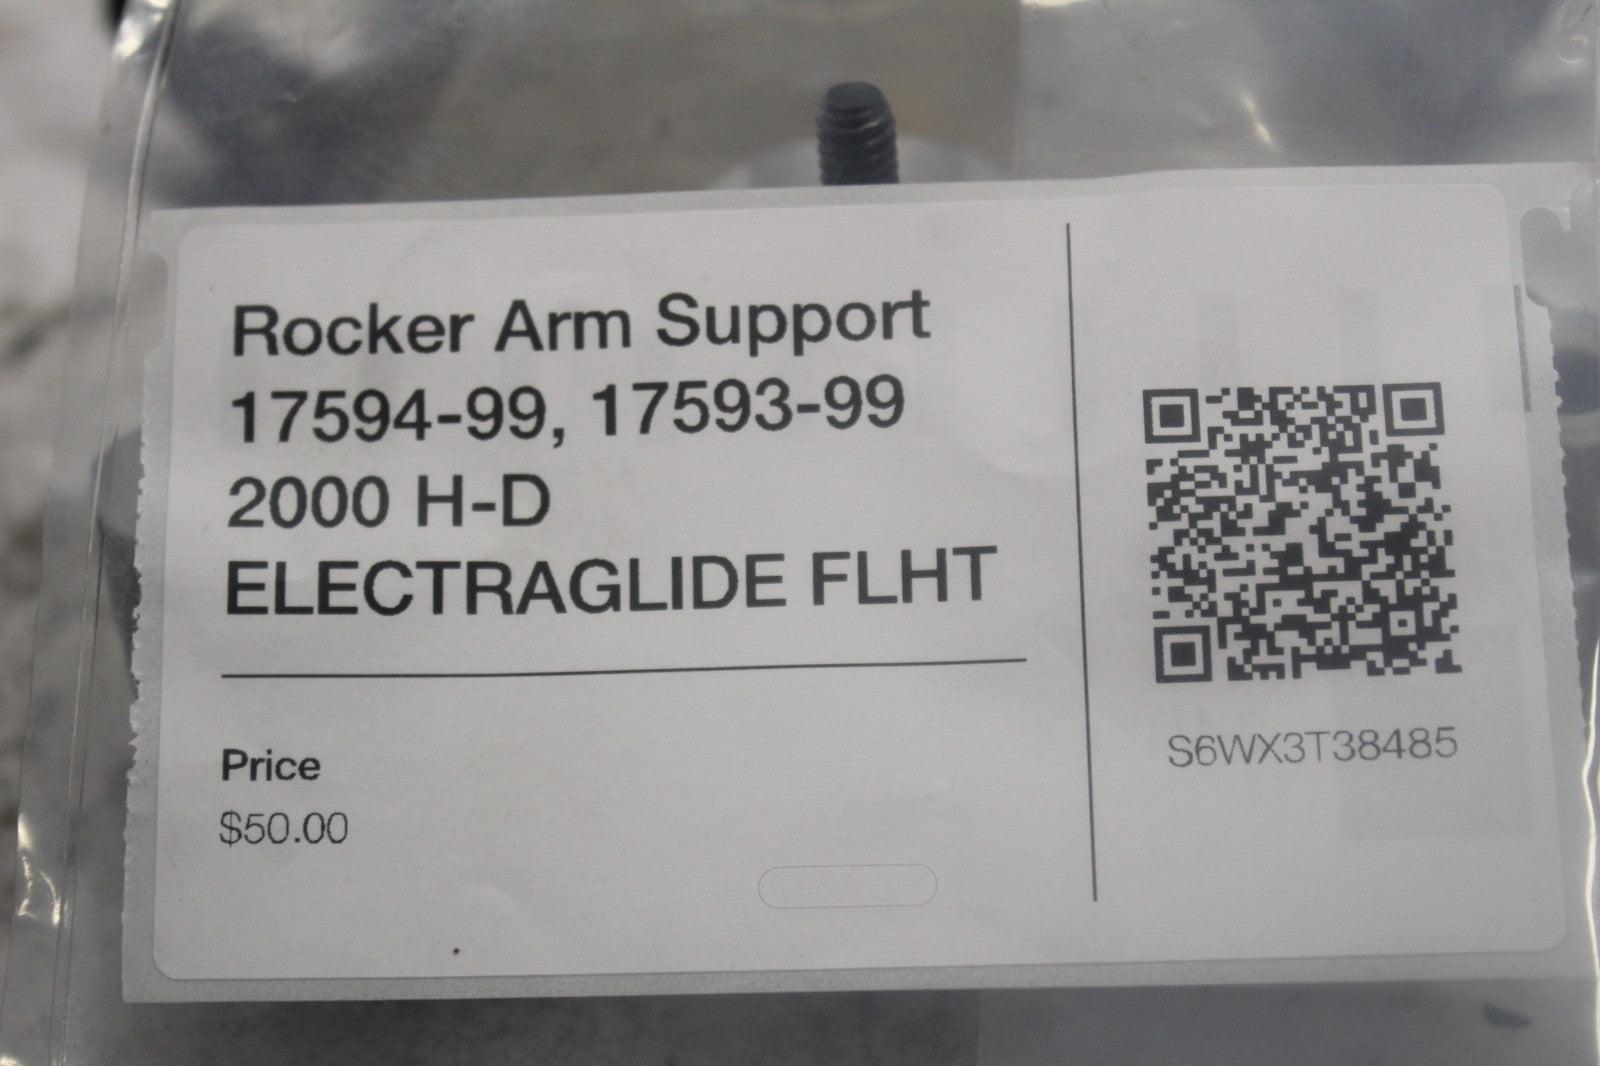 Rocker Arm Support
17594-99, 17593-99
2000 H-D
ELECTRAGLIDE FLHT
Price
$50.00
S6WX3T38485